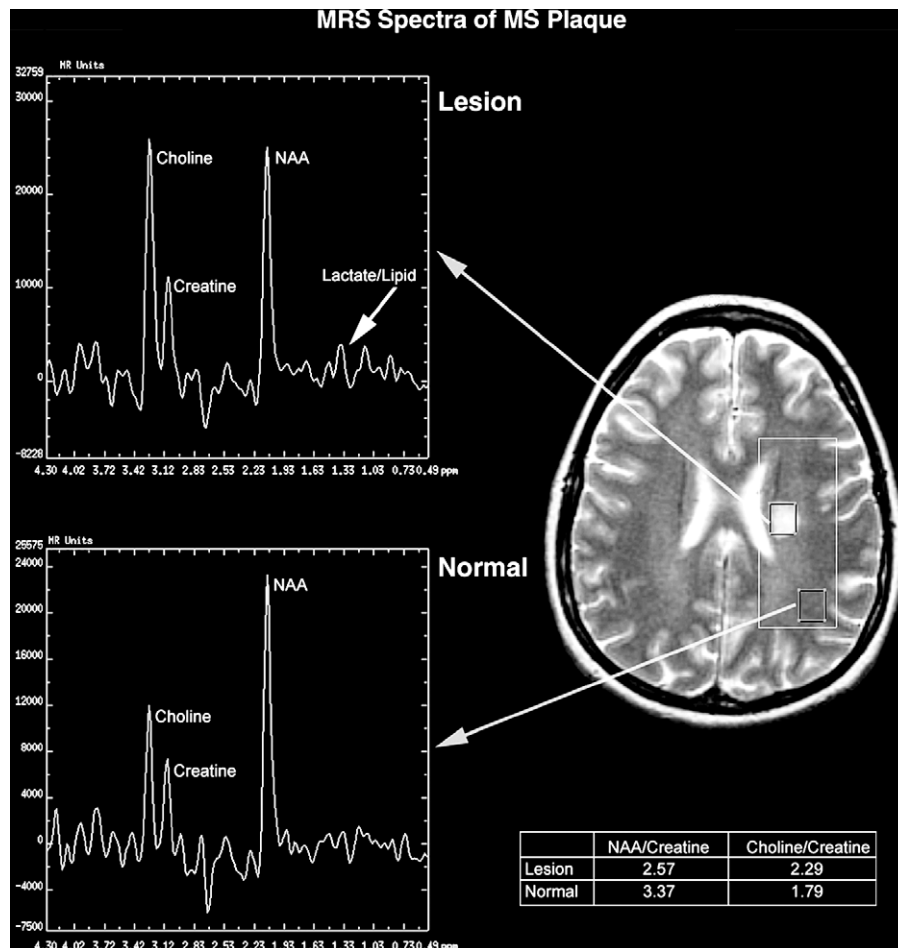 MRS Spectra of MS Plaque
MR Units
32759
30000
20000
10000
0
-8228
4.30 4.02 3.72 3.42 3.12 2.83 2.53 2.23 1.93 1.63 1.33 1.03 0.73 0.49 ppm
Choline
Creatine
NAA
Lactate/Lipid
Lesion
MR Units
25575
24000
20000
16000
12000
8000
4000
0
-4000
-7500
4.30 4.02 3.72 3.42 3.12 2.83 2.53 2.23 1.93 1.63 1.33 1.03 0.73 0.49 ppm
Choline
Creatine
NAA
Normal
NAA/Creatine Choline/Creatine
Lesion 2.57 2.29
Normal 3.37 1.79